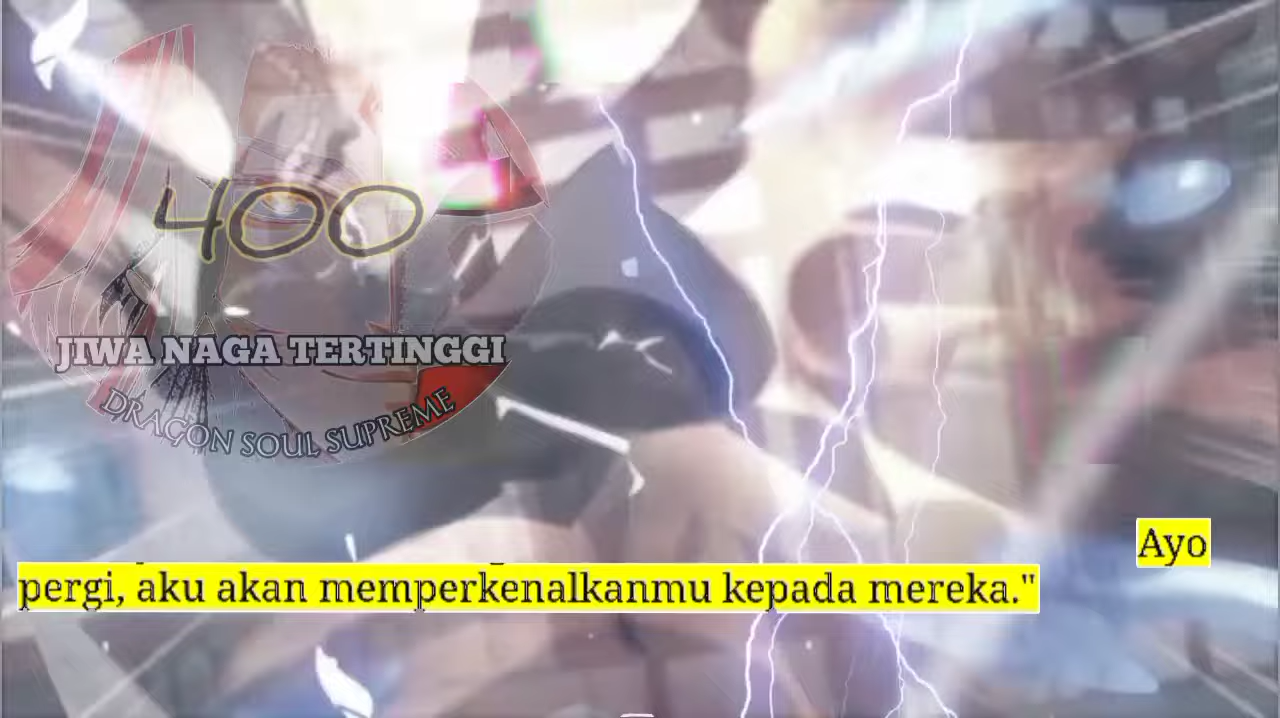 400
JIWA NAGA TERTINGGI
DRAGON SOUL SUPREME
Ayo
pergi, aku akan memperkenalkanmu kepada mereka."